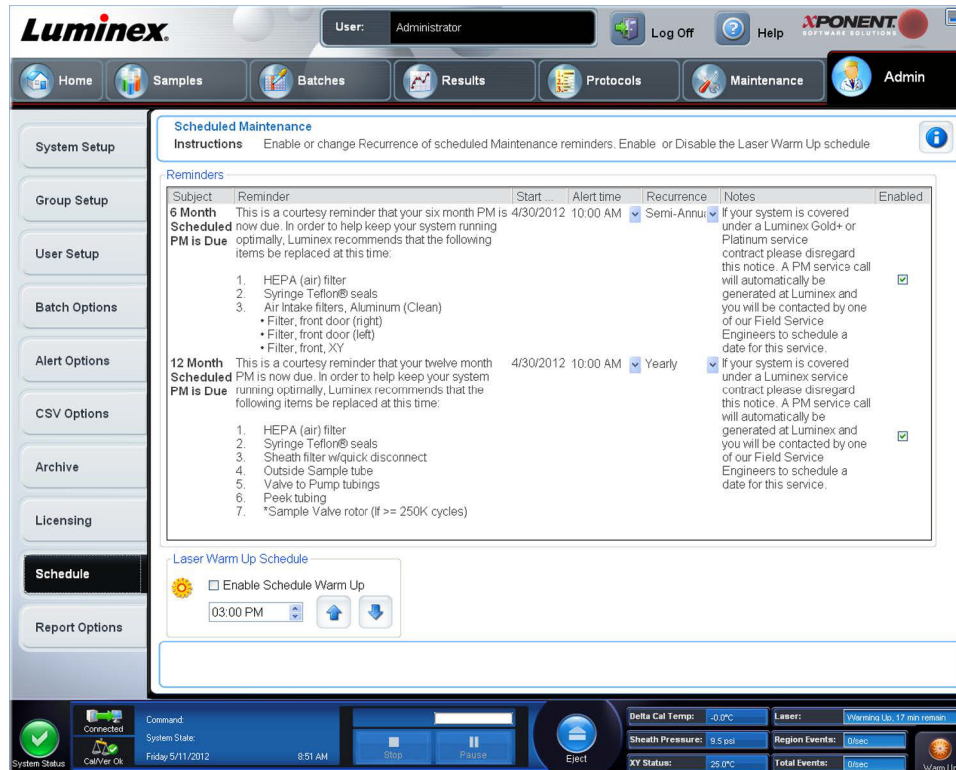 Luminex.
User: Administrator
Log Off
Help
XPONENT.
SOFTWARE SOLUTIONS
Home
Samples
Batches
Results
Protocols
Maintenance
Admin
System Setup
Group Setup
User Setup
Batch Options
Alert Options
CSV Options
Archive
Licensing
Schedule
Report Options
Scheduled Maintenance
Instructions Enable or change Recurrence of scheduled Maintenance reminders. Enable or Disable the Laser Warm Up schedule
Reminders
Subject Reminder Start ... Alert time Recurrence Notes Enabled
6 Month
Scheduled
PM is Due
This is a courtesy reminder that your six month PM is
now due. In order to help keep your system running
optimally, Luminex recommends that the following
items be replaced at this time:
1. HEPA (air) filter
2. Syringe Teflon® seals
3. Air Intake filters, Aluminum (Clean)
• Filter, front door (right)
• Filter, front door (left)
• Filter, front, XY
4/30/2012 10:00 AM Semi-Annua
If your system is covered
under a Luminex Gold+ or
Platinum service
contract please disregard
this notice. A PM service call
will automatically be
generated at Luminex and
you will be contacted by one
of our Field Service
Engineers to schedule a
date for this service.
12 Month
Scheduled
PM is Due
This is a courtesy reminder that your twelve month
PM is now due. In order to help keep your system
running optimally, Luminex recommends that the
following items be replaced at this time:
1. HEPA (air) filter
2. Syringe Teflon® seals
3. Sheath filter w/quick disconnect
4. Outside Sample tube
5. Valve to Pump tubings
6. Peek tubing
7. *Sample Valve rotor (If >= 250K cycles)
4/30/2012 10:00 AM Yearly
If your system is covered
under a Luminex service
contract please disregard
this notice. A PM service call
will automatically be
generated at Luminex and
you will be contacted by one
of our Field Service
Engineers to schedule a
date for this service.
Laser Warm Up Schedule
Enable Schedule Warm Up
03:00 PM
System Status
Connected
Cal/Ver Ok
Command:
System State:
Friday 5/11/2012 8:51 AM
Stop
Pause
Eject
Delta Cal Temp: -0.0°C
Sheath Pressure: 9.5 psi
XY Status: 25.0°C
Laser: Warming Up, 17 min remain
Region Events: 0/sec
Total Events: 0/sec
Warm Up